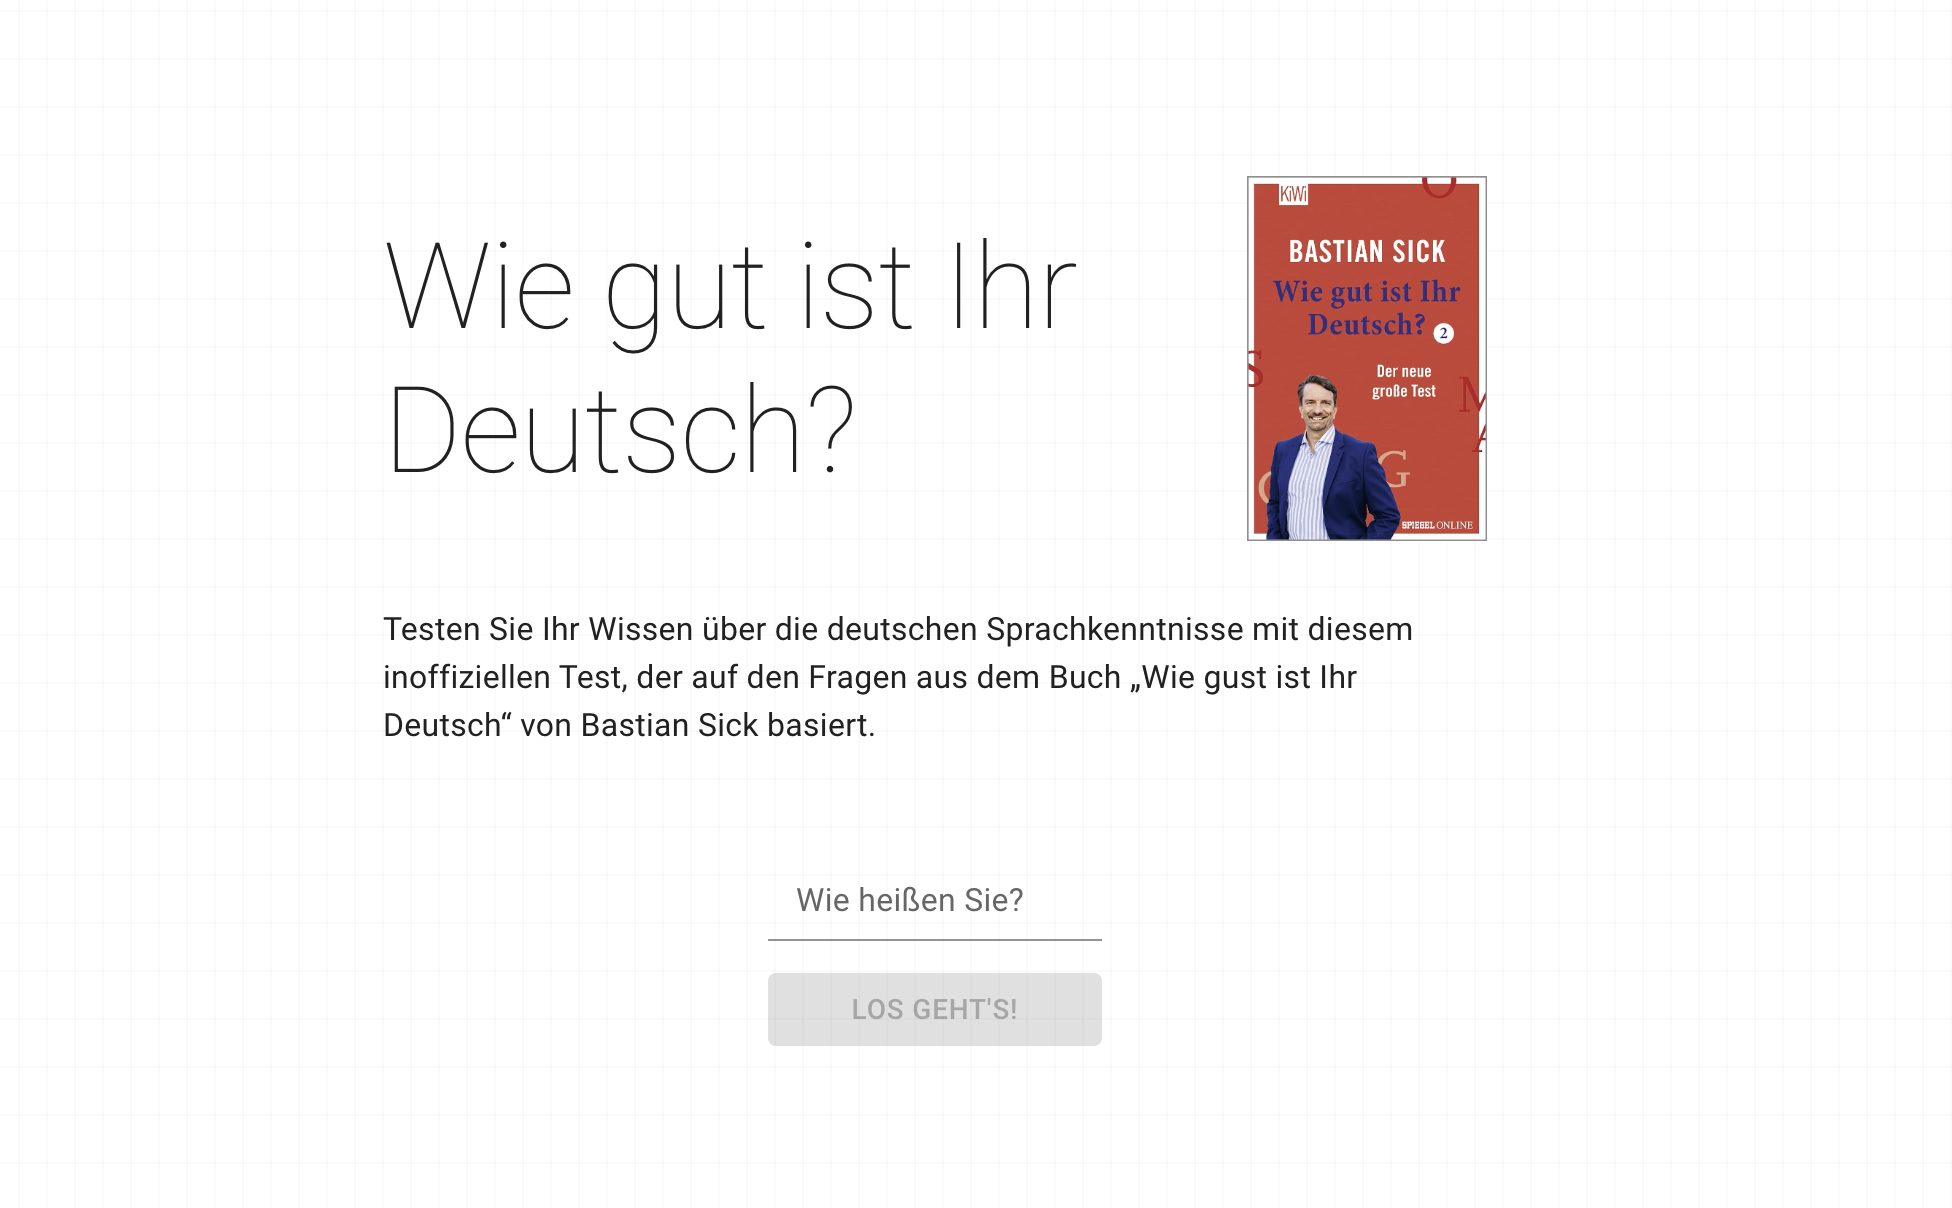 Wie gut ist Ihr
Deutsch?
KiWi
BASTIAN SICK
Wie gut ist Ihr
Deutsch? 2
Der neue
große Test
O
S
M
A
G
SPIEGEL ONLINE
Testen Sie Ihr Wissen über die deutschen Sprachkenntnisse mit diesem
inoffiziellen Test, der auf den Fragen aus dem Buch „Wie gust ist Ihr
Deutsch“ von Bastian Sick basiert.
Wie heißen Sie?
LOS GEHT'S!